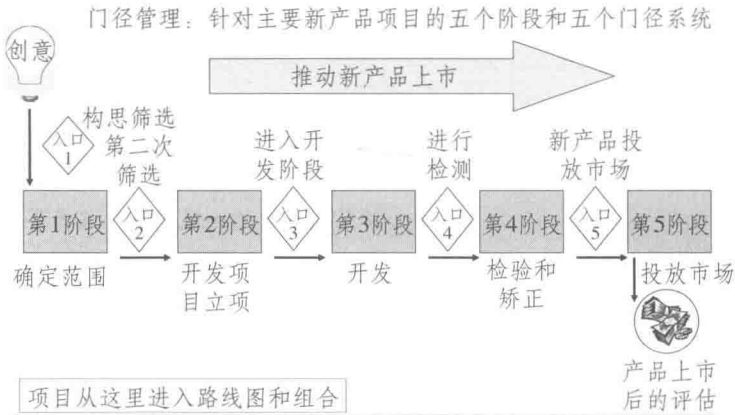 门径管理：针对主要新产品项目的五个阶段和五个门径系统
创意
推动新产品上市
入口
1
构思筛选
第二次
筛选
进入开
发阶段
进行
检测
新产品投
放市场
第1阶段
入口
2
第2阶段
入口
3
第3阶段
入口
4
第4阶段
入口
5
第5阶段
确定范围
开发项
目立项
开发
检验和
矫正
投放市场
产品上市
后的评估
项目从这里进入路线图和组合